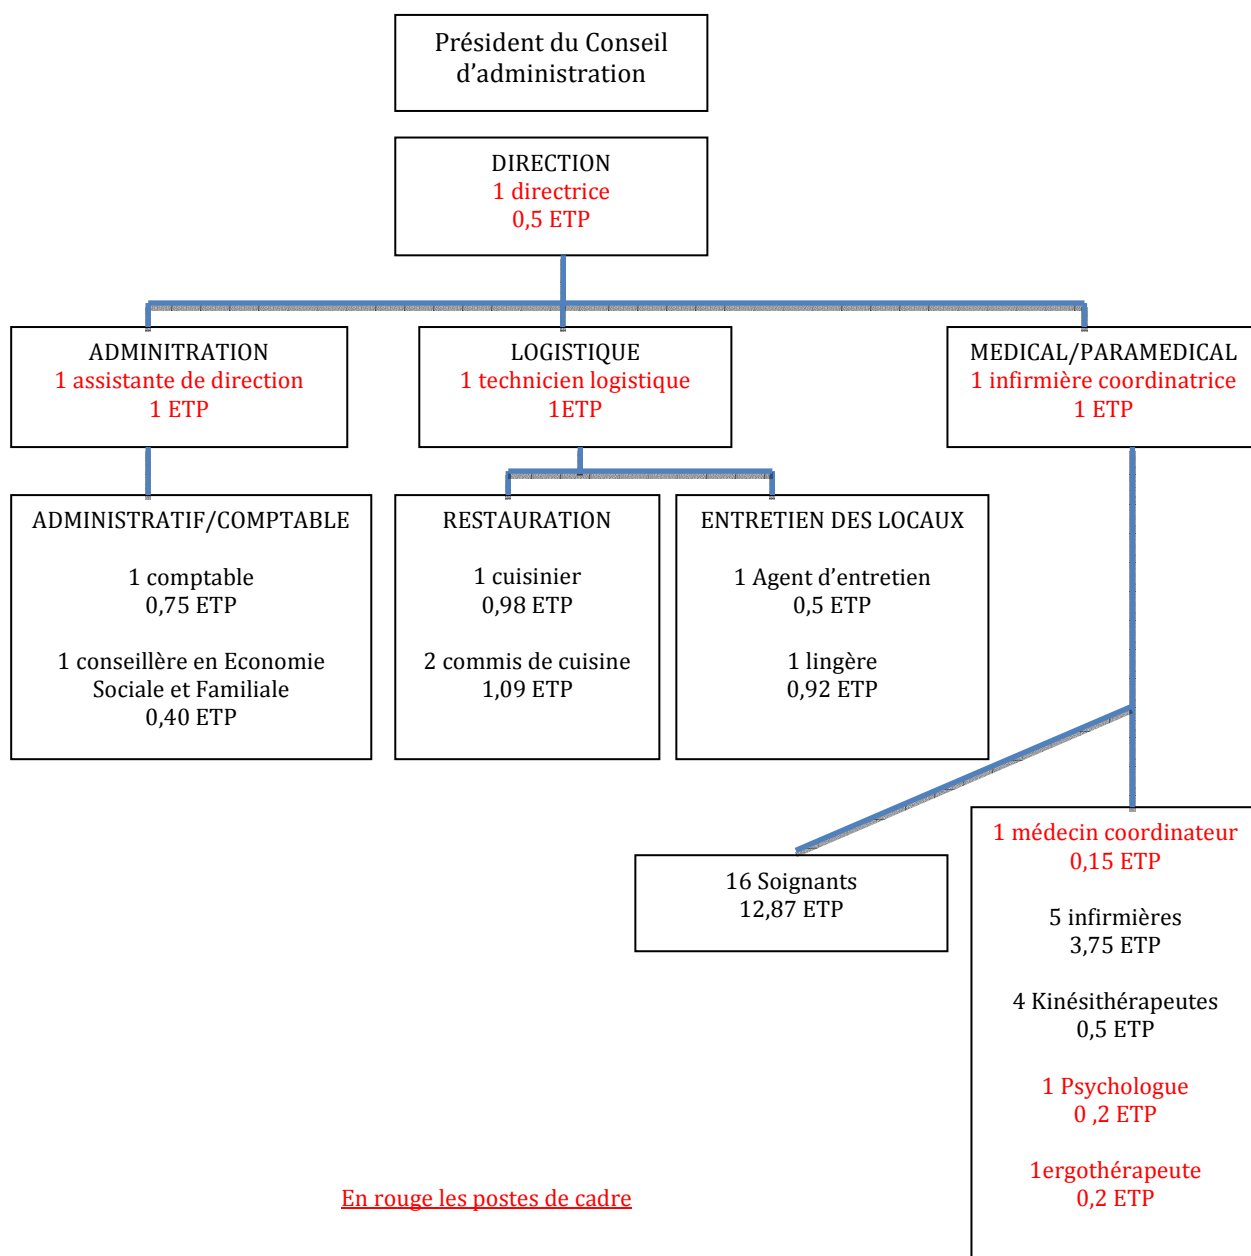 Président du Conseil
d’administration
DIRECTION
1 directrice
0,5 ETP
ADMINITRATION
1 assistante de direction
1 ETP
LOGISTIQUE
1 technicien logistique
1ETP
MEDICAL/PARAMEDICAL
1 infirmière coordinatrice
1 ETP
ADMINISTRATIF/COMPTABLE
1 comptable
0,75 ETP
1 conseillère en Economie
Sociale et Familiale
0,40 ETP
RESTAURATION
1 cuisinier
0,98 ETP
2 commis de cuisine
1,09 ETP
ENTRETIEN DES LOCAUX
1 Agent d’entretien
0,5 ETP
1 lingère
0,92 ETP
16 Soignants
12,87 ETP
1 médecin coordinateur
0,15 ETP
5 infirmières
3,75 ETP
4 Kinésithérapeutes
0,5 ETP
1 Psychologue
0 ,2 ETP
1ergothérapeute
0,2 ETP
En rouge les postes de cadre